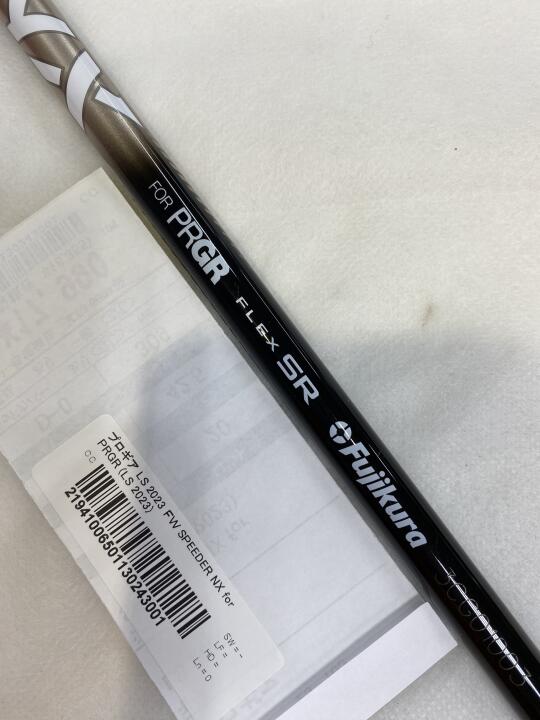 FOR PRGR
FLEX SR
Fujikura
3CG01003
プロギア LS 2023 FW SPEEDER NX for
PRGR (LS 2023)
CC
2194100650113024300​1
SW = -
LF =
HD =
Ln = 0